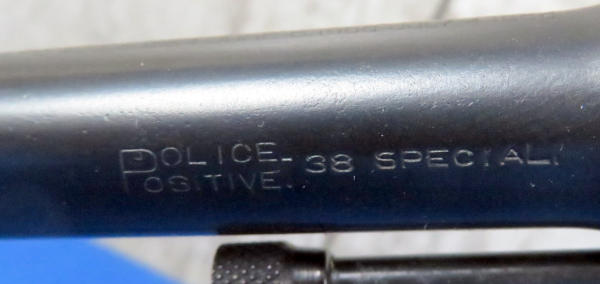 POLICE
POSITIVE. 38 SPECIAL.